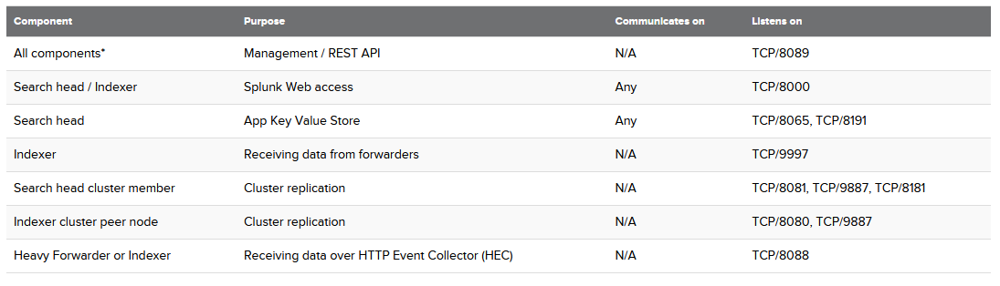 Component Purpose Communicates on Listens on
All components* Management / REST API N/A TCP/8089
Search head / Indexer Splunk Web access Any TCP/8000
Search head App Key Value Store Any TCP/8065, TCP/8191
Indexer Receiving data from forwarders N/A TCP/9997
Search head cluster member Cluster replication N/A TCP/8081, TCP/9887, TCP/8181
Indexer cluster peer node Cluster replication N/A TCP/8080, TCP/9887
Heavy Forwarder or Indexer Receiving data over HTTP Event Collector (HEC) N/A TCP/8088